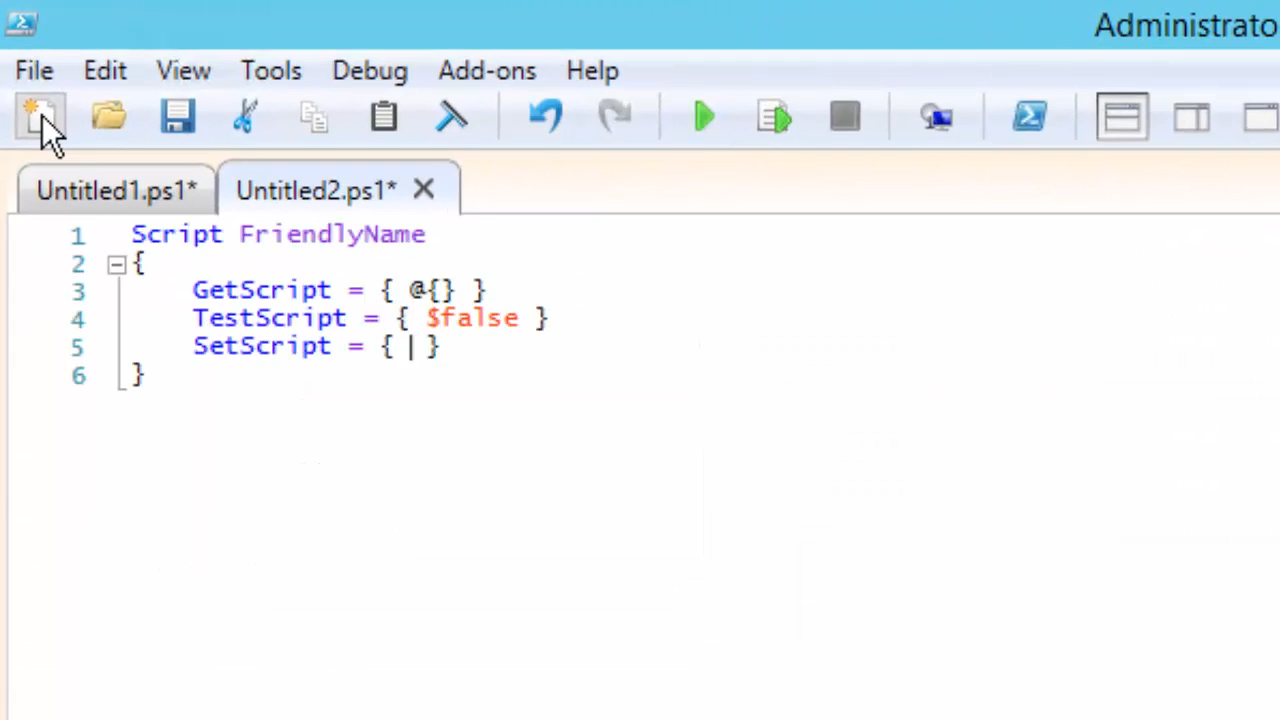 Administrato
File Edit View Tools Debug Add-ons Help
Untitled1.ps1* Untitled2.ps1*
1 Script FriendlyName
2 {
3 GetScript = { @{} }
4 TestScript = { $false }
5 SetScript = { }
6 }